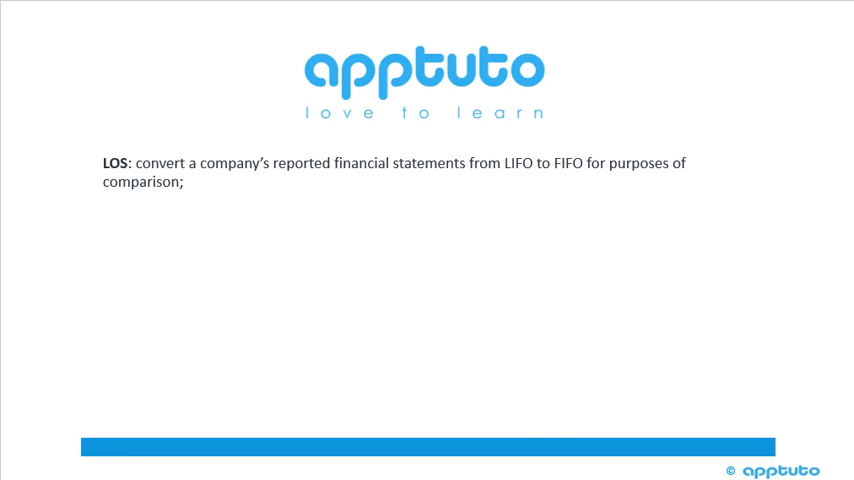 apptuto
love to learn
LOS: convert a company's reported financial statements from LIFO to FIFO for purposes of
comparison;
© apptuto